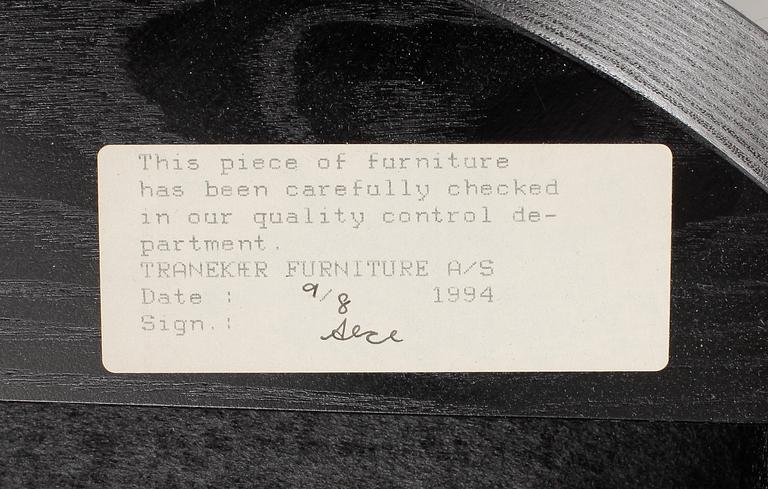 This piece of furniture
has been carefully checked
in our quality control de-
partment.
TRANEKÆR FURNITURE A/S
Date : 9/8 1994
Sign.: